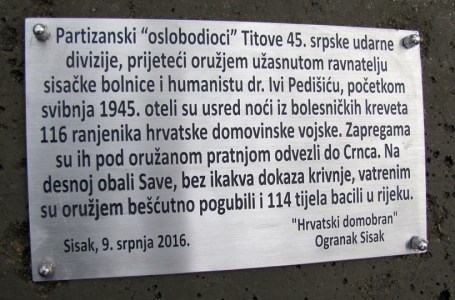 Partizanski “oslobodioci” Titove 45. srpske udarne
divizije, prijeteći oružjem užasnutom ravnatelju
sisačke bolnice i humanistu dr. Ivi Pedišiću, početkom
svibnja 1945. oteli su usred noći iz bolesničkih kreveta
116 ranjenika hrvatske domovinske vojske. Zapregama
su ih pod oružanom pratnjom odvezli do Crnca. Na
desnoj obali Save, bez ikakva dokaza krivnje, vatrenim
su oružjem bešćutno pogubili i 114 tijela bacili u rijeku.
"Hrvatski domobran"
Sisak, 9. srpnja 2016. Ogranak Sisak